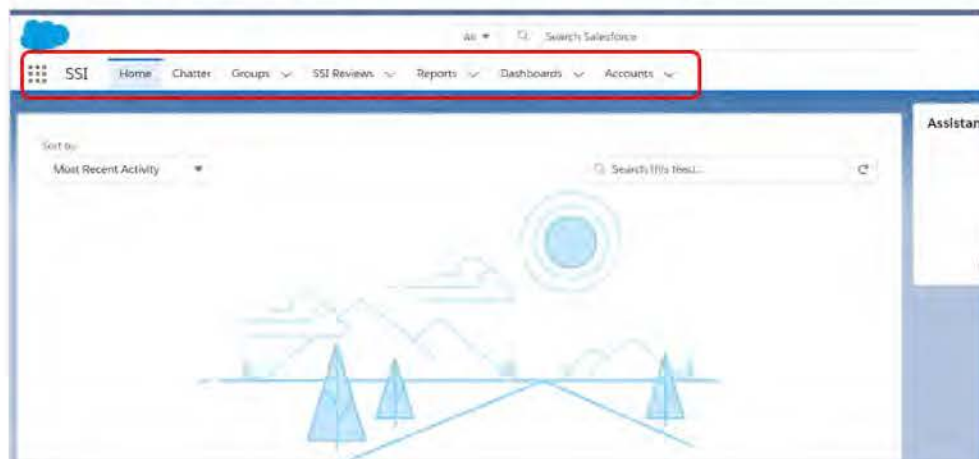 All Search Salesforce
SSI Home Chatter Groups SSI Reviews Reports Dashboards Accounts
Assistan
Sort by:
Most Recent Activity Search this feed...